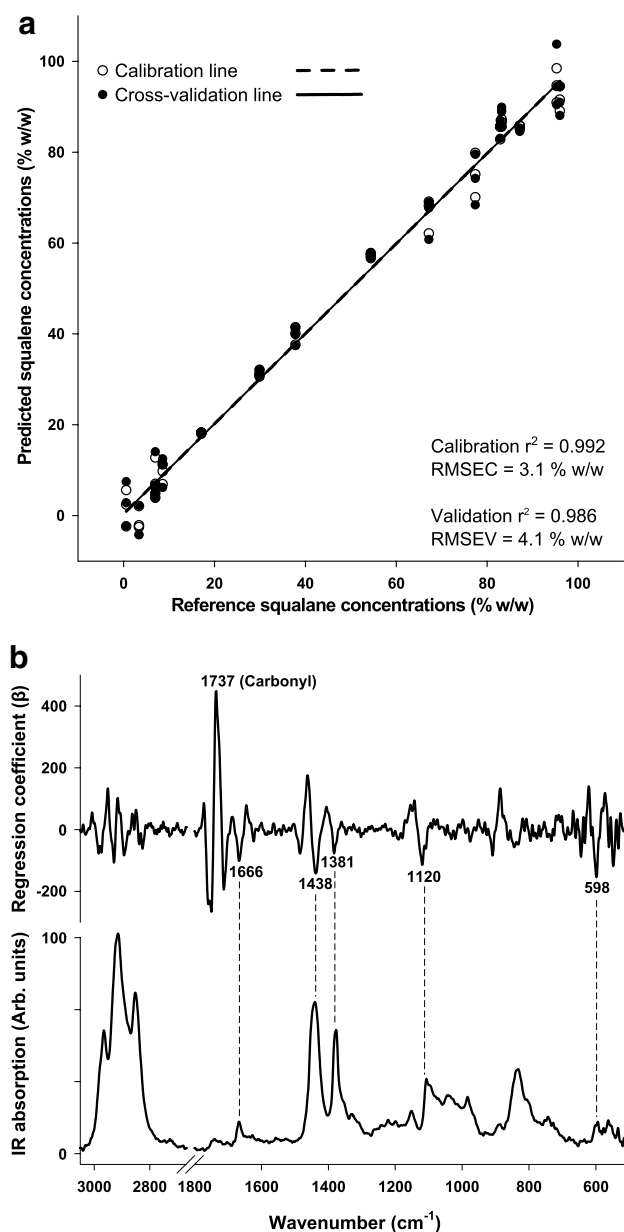 a
Calibration line
Cross-validation line
Predicted squalene concentrations (% w/w)
100
80
60
40
20
0
Calibration r² = 0.992
RMSEC = 3.1 % w/w
Validation r² = 0.986
RMSEV = 4.1 % w/w
0 20 40 60 80 100
Reference squalane concentrations (% w/w)
b
1737 (Carbonyl)
Regression coefficient (β)
400
200
0
-200
1666
1438
1381
1120
598
IR absorption (Arb. units)
100
0
3000 2800 1800 1600 1400 1200 1000 800 600
Wavenumber (cm⁻¹)